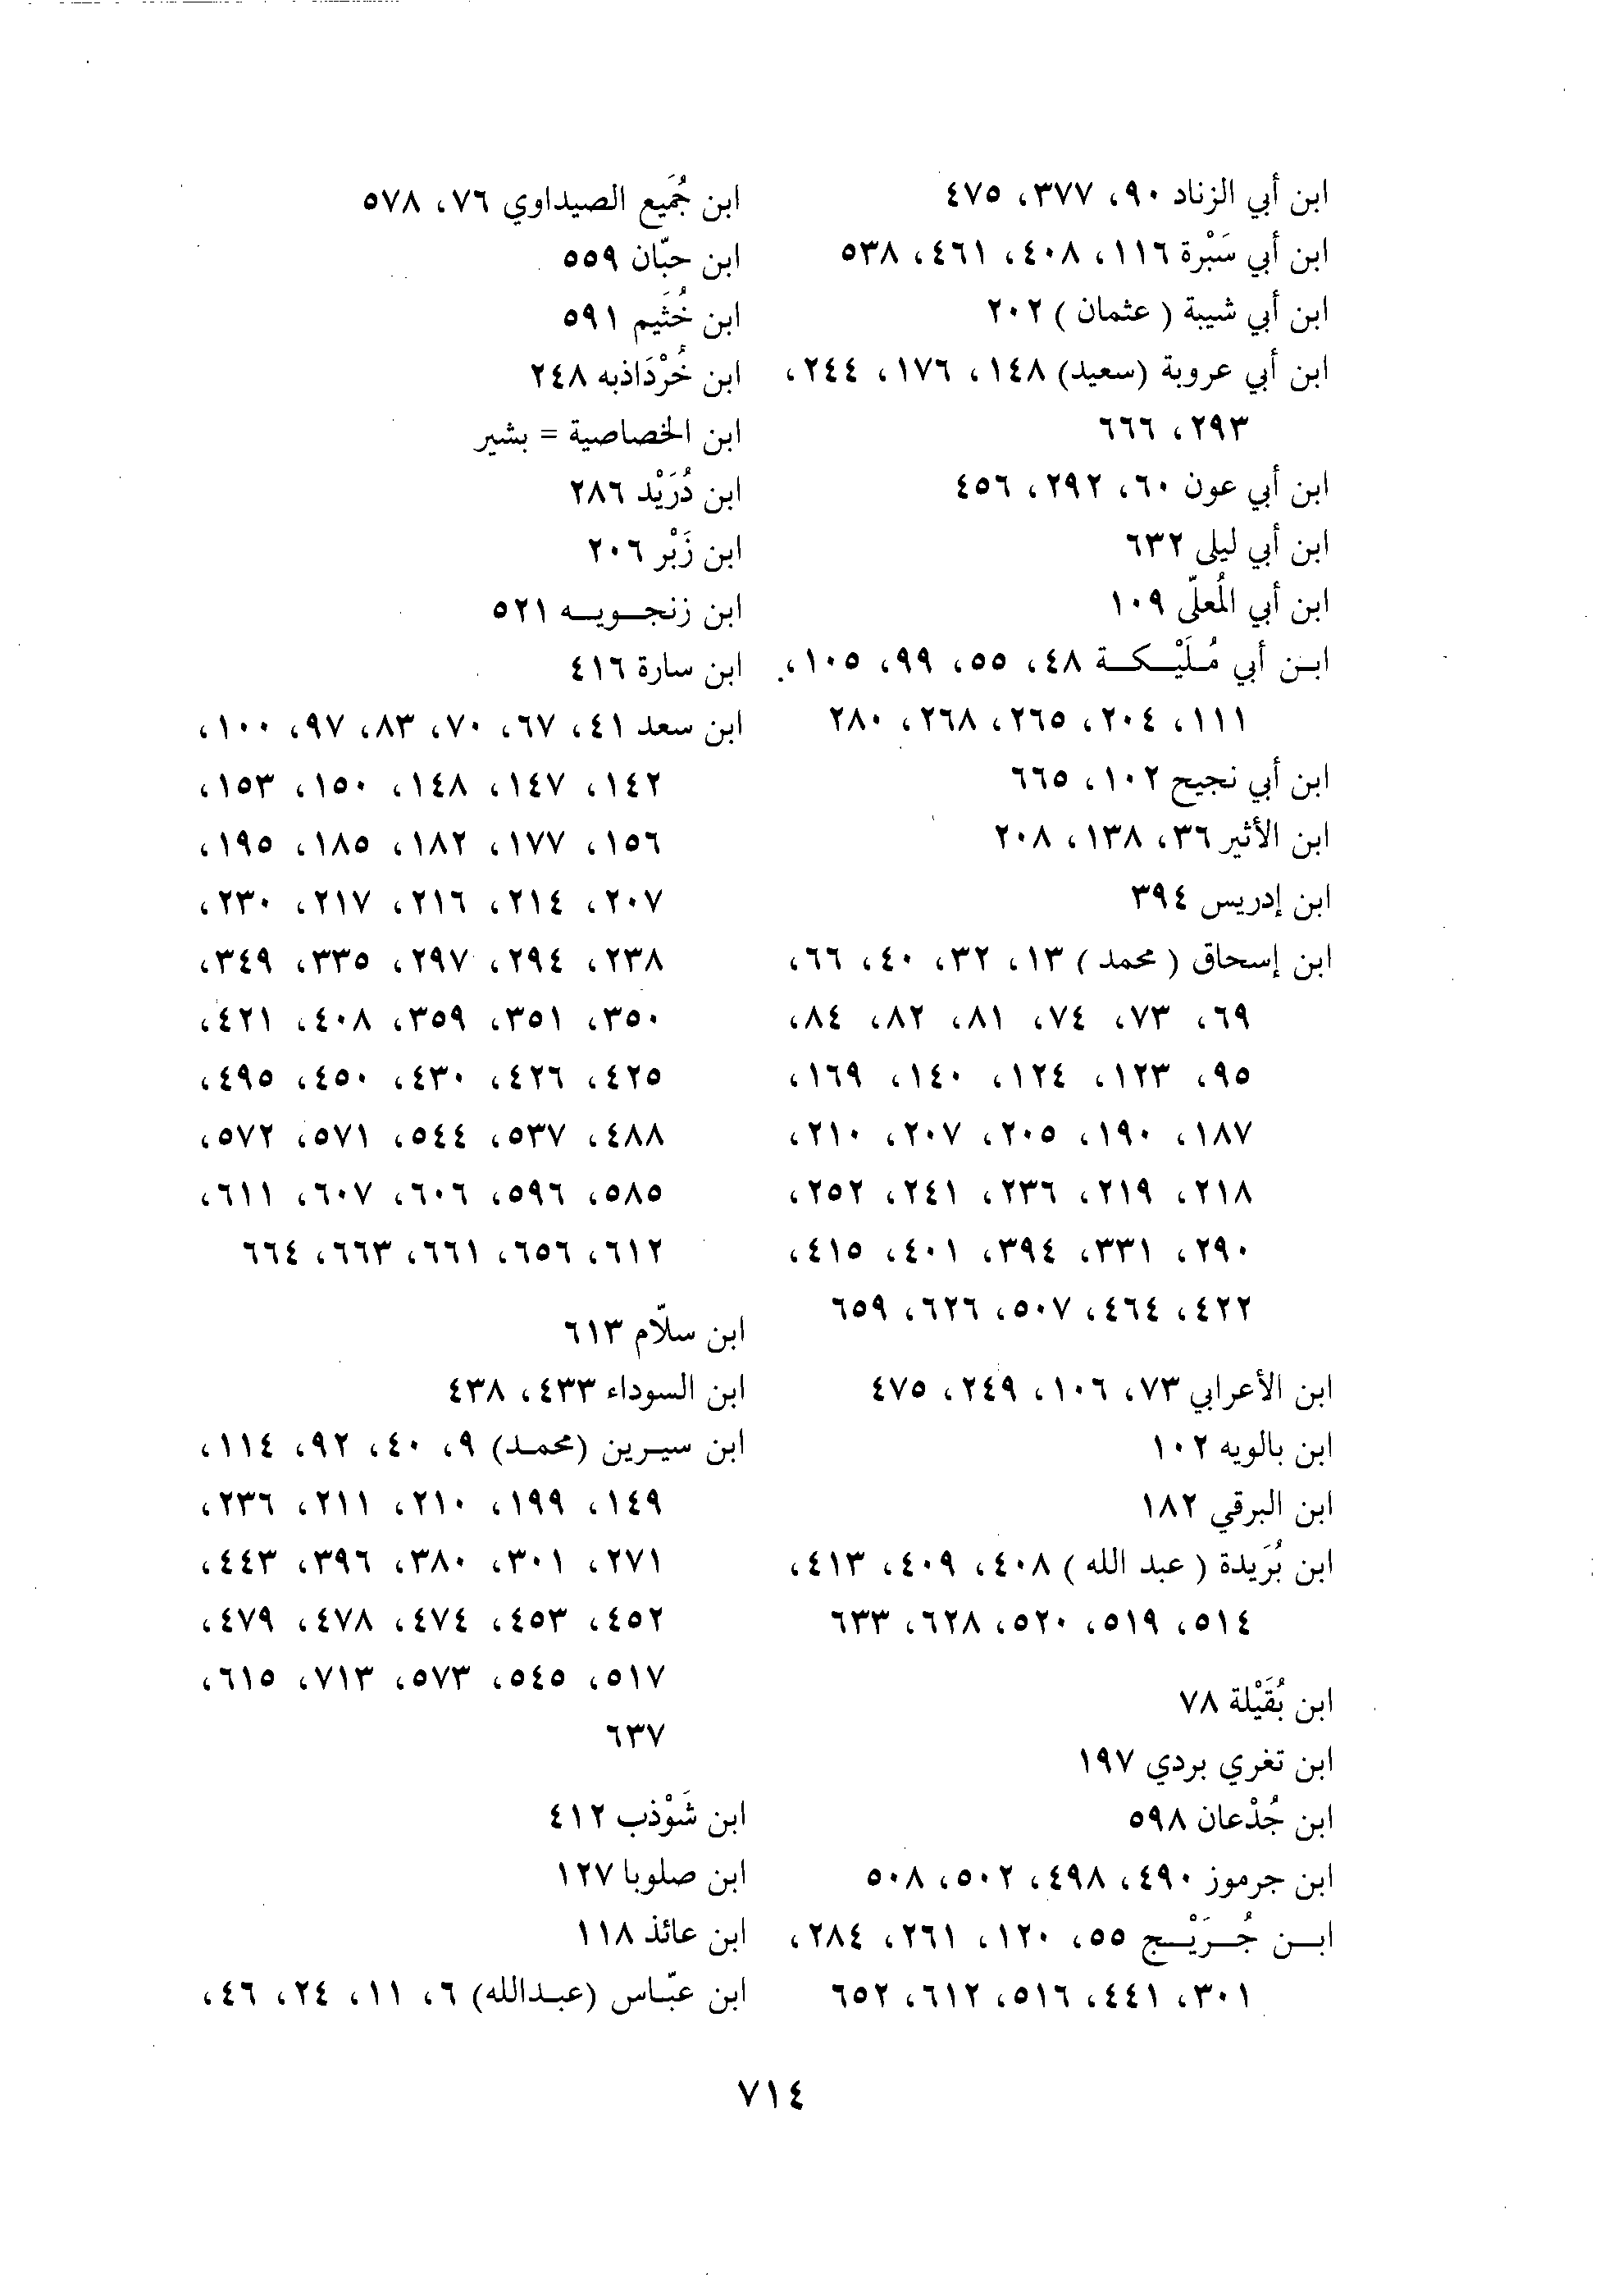 ابن أبي الزناد ٩٠، ٣٧٧، ٤٧٥
ابن أبي سَبْرة ١١٦، ٤٠٨، ٤٦١، ٥٣٨
ابن أبي شيبة ( عثمان ) ٢٠٢
ابن أبي عروبة (سعيد) ١٤٨، ١٧٦، ٢٤٤،
٢٩٣، ٦٦٦
ابن أبي عون ٦٠، ٢٩٢، ٤٥٦
ابن أبي ليلى ٦٣٢
ابن أبي المُعلّى ١٠٩
ابن أبي مُلَيْكة ٤٨، ٥٥، ٩٩، ١٠٥،
١١١، ٢٠٤، ٢٦٥، ٢٦٨، ٢٨٠
ابن أبي نجيح ١٠٢، ٦٦٥
ابن الأثير ٣٦، ١٣٨، ٢٠٨
ابن إدريس ٣٩٤
ابن إسحاق ( محمد ) ١٣، ٣٢، ٤٠، ٦٦،
٦٩، ٧٣، ٧٤، ٨١، ٨٢، ٨٤،
٩٥، ١٢٣، ١٢٤، ١٤٠، ١٦٩،
١٨٧، ١٩٠، ٢٠٥، ٢٠٧، ٢١٠،
٢١٨، ٢١٩، ٢٣٦، ٢٤١، ٢٥٢،
٢٩٠، ٣٣١، ٣٩٤، ٤٠١، ٤١٥،
٤٢٢، ٤٦٤، ٥٠٧، ٦٢٦، ٦٥٩
ابن الأعرابي ٧٣، ١٠٦، ٢٤٩، ٤٧٥
ابن بالويه ١٠٢
ابن البرقي ١٨٢
ابن بُرَيدة ( عبد الله ) ٤٠٨، ٤٠٩، ٤١٣،
٥١٤، ٥١٩، ٥٢٠، ٦٢٨، ٦٣٣
ابن بُقَيْلة ٧٨
ابن تغري بردي ١٩٧
ابن جُدْعان ٥٩٨
ابن جرموز ٤٩٠، ٤٩٨، ٥٠٢، ٥٠٨
ابن جُرَيْج ٥٥، ١٢٠، ٢٦١، ٢٨٤،
٣٠١، ٤٤١، ٥١٦، ٦١٢، ٦٥٢
ابن جُمَيع الصيداوي ٧٦، ٥٧٨
ابن حبّان ٥٥٩
ابن خُثَيم ٥٩١
ابن خُرْدَاذبه ٢٤٨
ابن الخصاصية = بشير
ابن دُرَيْد ٢٨٦
ابن زَبْر ٢٠٦
ابن زنجويه ٥٢١
ابن سارة ٤١٦
ابن سعد ٤١، ٦٧، ٧٠، ٨٣، ٩٧، ١٠٠،
١٤٢، ١٤٧، ١٤٨، ١٥٠، ١٥٣،
١٥٦، ١٧٧، ١٨٢، ١٨٥، ١٩٥،
٢٠٧، ٢١٤، ٢١٦، ٢١٧، ٢٣٠،
٢٣٨، ٢٩٤، ٢٩٧، ٣٣٥، ٣٤٩،
٣٥٠، ٣٥١، ٣٥٩، ٤٠٨، ٤٢١،
٤٢٥، ٤٢٦، ٤٣٠، ٤٥٠، ٤٩٥،
٤٨٨، ٥٣٧، ٥٤٤، ٥٧١، ٥٧٢،
٥٨٥، ٥٩٦، ٦٠٦، ٦٠٧، ٦١١،
٦١٢، ٦٥٦، ٦٦١، ٦٦٣، ٦٦٤
ابن سلّام ٦١٣
ابن السوداء ٤٣٣، ٤٣٨
ابن سيرين (محمد) ٩، ٤٠، ٩٢، ١١٤،
١٤٩، ١٩٩، ٢١٠، ٢١١، ٢٣٦،
٢٧١، ٣٠١، ٣٨٠، ٣٩٦، ٤٤٣،
٤٥٢، ٤٥٣، ٤٧٤، ٤٧٨، ٤٧٩،
٥١٧، ٥٤٥، ٥٧٣، ٧١٣، ٦١٥،
٦٣٧
ابن شَوْذب ٤١٢
ابن صلوبا ١٢٧
ابن عائذ ١١٨
ابن عبّاس (عبدالله) ٦، ١١، ٢٤، ٤٦،
٧١٤